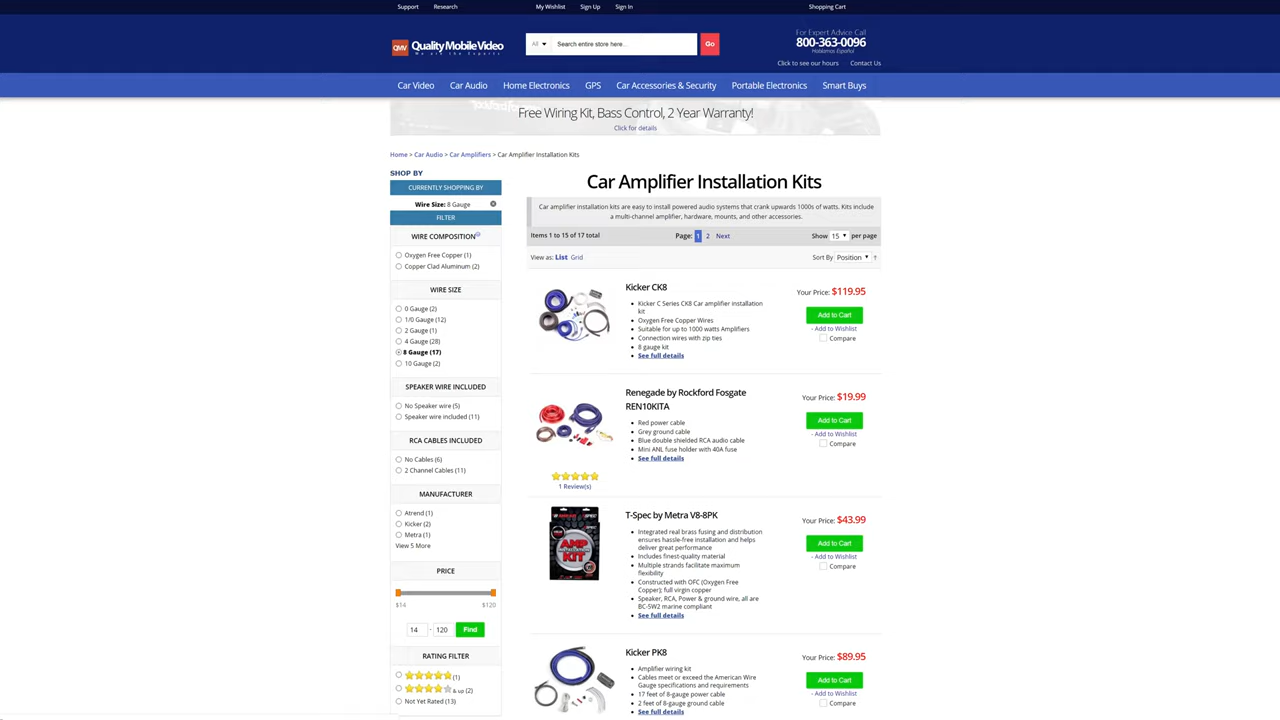 Support Research My Wishlist Sign Up Sign In Shopping Cart
QMV QualityMobileVideo
We are the Experts
All Search entire store here... Go
For Expert Advice Call
800-363-0096
Hablamos Español
Click to see our hours Contact Us
Car Video Car Audio Home Electronics GPS Car Accessories & Security Portable Electronics Smart Buys
Free Wiring Kit, Bass Control, 2 Year Warranty!
Click for details
Home > Car Audio > Car Amplifiers > Car Amplifier Installation Kits
SHOP BY
CURRENTLY SHOPPING BY
Wire Size: 8 Gauge
FILTER
WIRE COMPOSITION
Oxygen Free Copper (1)
Copper Clad Aluminum (2)
WIRE SIZE
0 Gauge (2)
1/0 Gauge (12)
2 Gauge (1)
4 Gauge (28)
8 Gauge (17)
10 Gauge (2)
SPEAKER WIRE INCLUDED
No Speaker wire (5)
Speaker wire included (11)
RCA CABLES INCLUDED
No Cables (6)
2 Channel Cables (11)
MANUFACTURER
Atrend (1)
Kicker (2)
Metra (1)
View 5 More
PRICE
$14 $120
14 - 120 Find
RATING FILTER
(1)
& up (2)
Not Yet Rated (13)
Car Amplifier Installation Kits
Car amplifier installation kits are easy to install powered audio systems that crank upwards 1000s of watts. Kits include
a multi-channel amplifier, hardware, mounts, and other accessories.
Items 1 to 15 of 17 total Page: 1 2 Next Show 15 per page
View as: List Grid Sort By Position
Kicker CK8
Kicker C Series CK8 Car amplifier installation
kit
Oxygen Free Copper Wires
Suitable for up to 1000 watts Amplifiers
Connection wires with zip ties
8 gauge kit
See full details
Your Price: $119.95
Add to Cart
- Add to Wishlist
Compare
Renegade by Rockford Fosgate
REN10KITA
Red power cable
Grey ground cable
Blue double shielded RCA audio cable
Mini ANL fuse holder with 40A fuse
See full details
1 Review(s)
Your Price: $19.99
Add to Cart
- Add to Wishlist
Compare
T-Spec by Metra V8-8PK
Integrated real brass fusing and distribution
ensures hassle-free installation and helps
deliver great performance
Includes finest-quality material
Multiple strands facilitate maximum
flexibility
Constructed with OFC (Oxygen Free
Copper); full virgin copper
Speaker, RCA, Power & ground wire, all are
BC-5W2 marine compliant
See full details
AMP
KIT
Your Price: $43.99
Add to Cart
- Add to Wishlist
Compare
Kicker PK8
Amplifier wiring kit
Cables meet or exceed the American Wire
Gauge specifications and requirements
17 feet of 8-gauge power cable
2 feet of 8-gauge ground cable
See full details
Your Price: $89.95
Add to Cart
- Add to Wishlist
Compare